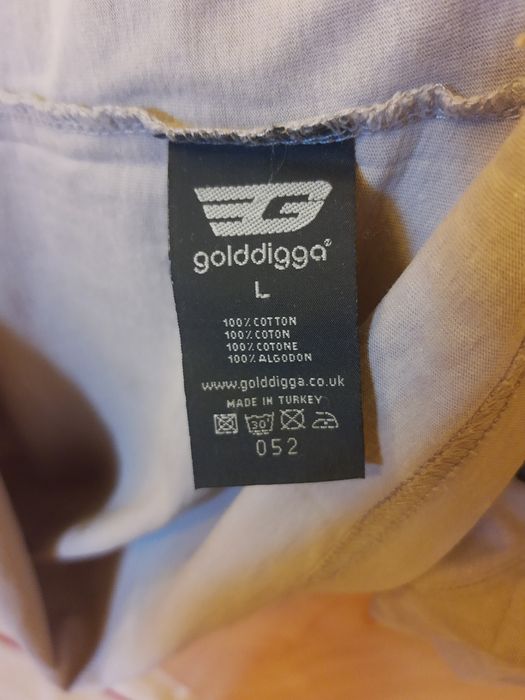 G
golddigga®
L
100% COTTON
100% COTON
100% COTONE
100% ALGODON
www.golddigga.co.uk
MADE IN TURKEY
30°
052